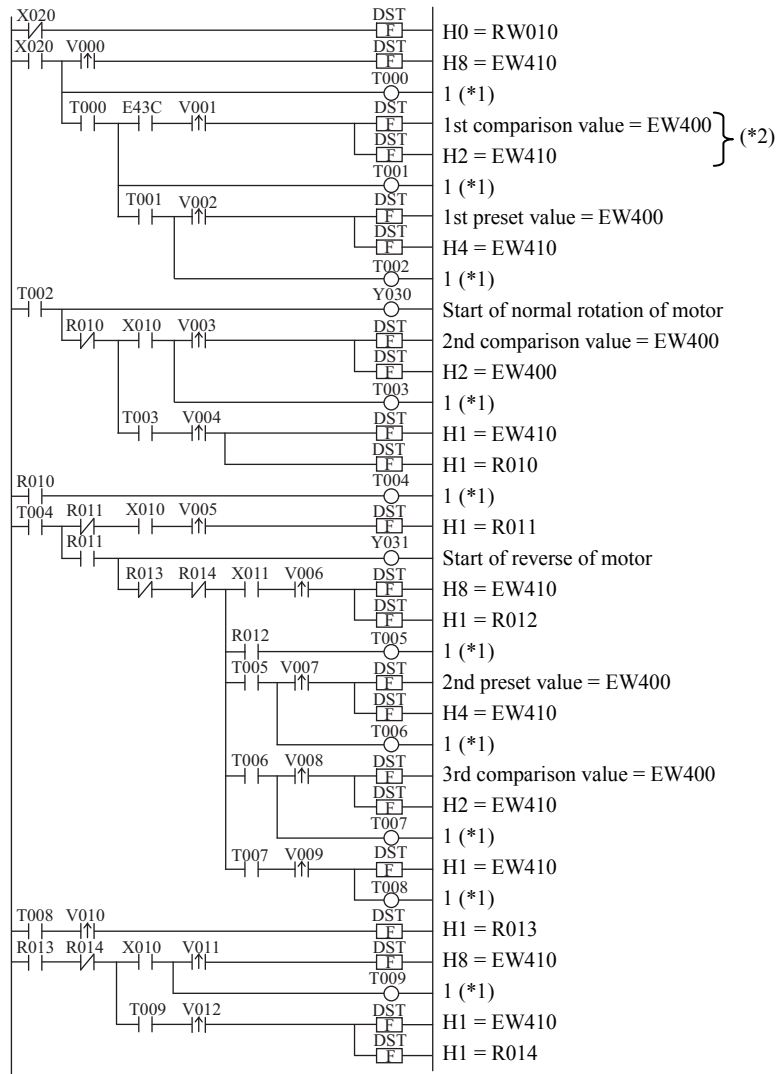 X020 DST
F H0 = RW010
X020 V000 DST
F H8 = EW410
T000
1 (*1)
T000 E43C V001 DST
F 1st comparison value = EW400
DST (*2)
F H2 = EW410
T001
1 (*1)
T001 V002 DST
F 1st preset value = EW400
DST
F H4 = EW410
T002
1 (*1)
T002 Y030
Start of normal rotation of motor
R010 X010 V003 DST
F 2nd comparison value = EW400
DST
F H2 = EW400
T003
1 (*1)
T003 V004 DST
F H1 = EW410
DST
F H1 = R010
R010 T004
1 (*1)
T004 R011 X010 V005 DST
F H1 = R011
R011 Y031
Start of reverse of motor
R013 R014 X011 V006 DST
F H8 = EW410
DST
F H1 = R012
R012 T005
1 (*1)
T005 V007 DST
F 2nd preset value = EW400
DST
F H4 = EW410
T006
1 (*1)
T006 V008 DST
F 3rd comparison value = EW400
DST
F H2 = EW410
T007
1 (*1)
T007 V009 DST
F H1 = EW410
T008
1 (*1)
T008 V010 DST
F H1 = R013
R013 R014 X010 V011 DST
F H8 = EW410
T009
1 (*1)
T009 V012 DST
F H1 = EW410
DST
F H1 = R014